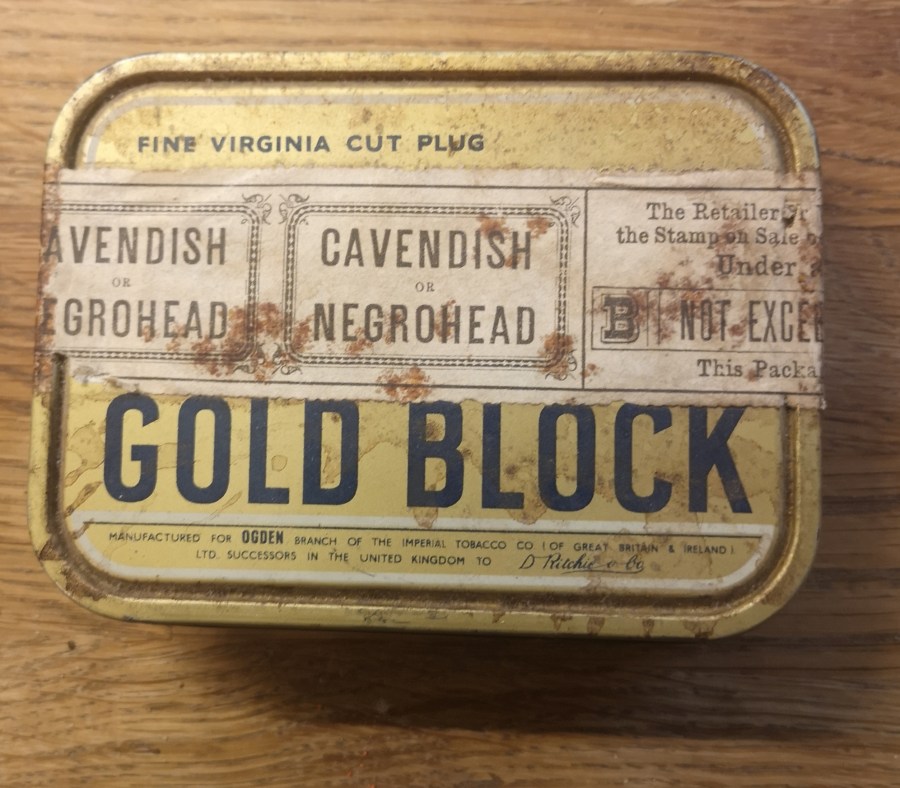 FINE VIRGINIA CUT PLUG
AVENDISH
OR
EGROHEAD
CAVENDISH
OR
NEGROHEAD
The Retailer
the Stamp on Sale
Under
B NOT EXCEE
This Packa
GOLD BLOCK
MANUFACTURED FOR OGDEN BRANCH OF THE IMPERIAL TOBACCO CO (OF GREAT BRITAIN & IRELAND)
LTD. SUCCESSORS IN THE UNITED KINGDOM TO D Ritchie & Co